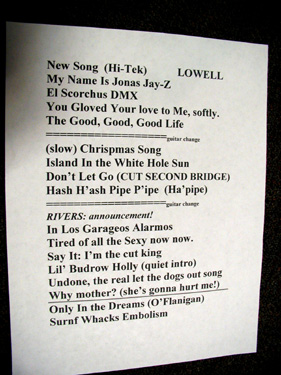 New Song (Hi-Tek) LOWELL
My Name Is Jonas Jay-Z
El Scorchus DMX
You Gloved Your love to Me, softly.
The Good, Good, Good Life
======================guitar change
(slow) Chrispmas Song
Island In the White Hole Sun
Don't Let Go (CUT SECOND BRIDGE)
Hash H'ash Pipe P'ipe (Ha'pipe)
======================guitar change
RIVERS: announcement!
In Los Garageos Alarmos
Tired of all the Sexy now now.
Say It: I'm the cut king
Lil' Budrow Holly (quiet intro)
Undone, the real let the dogs out song
Why mother? (she's gonna hurt me!)
Only In the Dreams (O'Flanigan)
Surnf Whacks Embolism